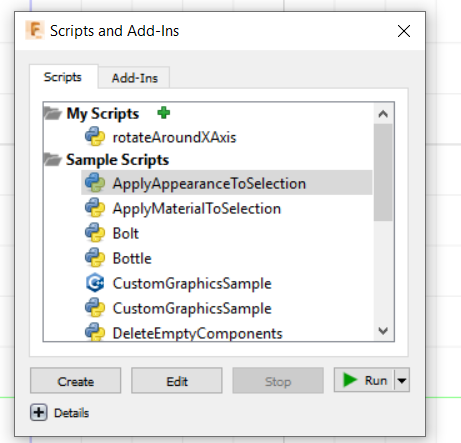 Scripts and Add-Ins
Scripts
Add-Ins
My Scripts
rotateAroundXAxis
Sample Scripts
ApplyAppearanceToSelection
ApplyMaterialToSelection
Bolt
Bottle
CustomGraphicsSample
CustomGraphicsSample
DeleteEmptyComponents
Create
Edit
Stop
Run
Details